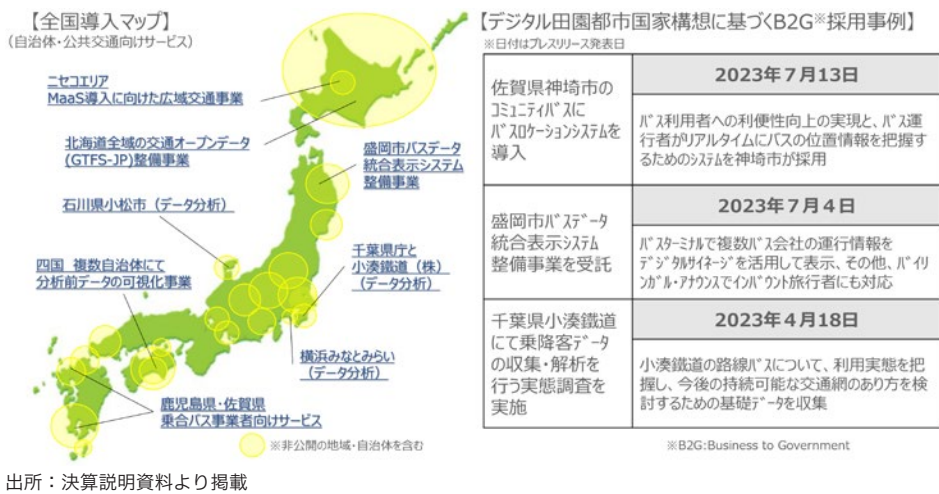 【全国導入マップ】
(自治体・公共交通向けサービス)
ニセコエリア
MaaS導入に向けた広域交通事業
北海道全域の交通オープンデータ
(GTFS-JP)整備事業
盛岡市バスデータ
統合表示システム
整備事業
石川県小松市（データ分析）
千葉県庁と
小湊鐵道（株）
(データ分析)
四国 複数自治体にて
分析前データの可視化事業
横浜みなとみらい
(データ分析)
鹿児島県・佐賀県
乗合バス事業者向けサービス
※非公開の地域・自治体を含む
【デジタル田園都市国家構想に基づくB2G※採用事例】
※日付はプレスリリース発表日
佐賀県神埼市の
コミュニティバスに
バスロケーションシステムを
導入
2023年７月13日
バス利用者への利便性向上の実現と、バス運
行者がリアルタイムにバスの位置情報を把握す
るためのシステムを神埼市が採用
盛岡市バスデータ
統合表示システム
整備事業を受託
2023年７月４日
バスターミナルで複数バス会社の運行情報を
デジタルサイネージを活用して表示、その他、バイリ
ンガル・アナウンスでインバウント旅行者にも対応
千葉県小湊鐵道
にて乗降客データ
の収集・解析を
行う実態調査を
実施
2023年４月18日
小湊鐵道の路線バスについて、利用実態を把
握し、今後の持続可能な交通網のあり方を検
討するための基礎データを収集
※B2G:Business to Government
出所：決算説明資料より掲載